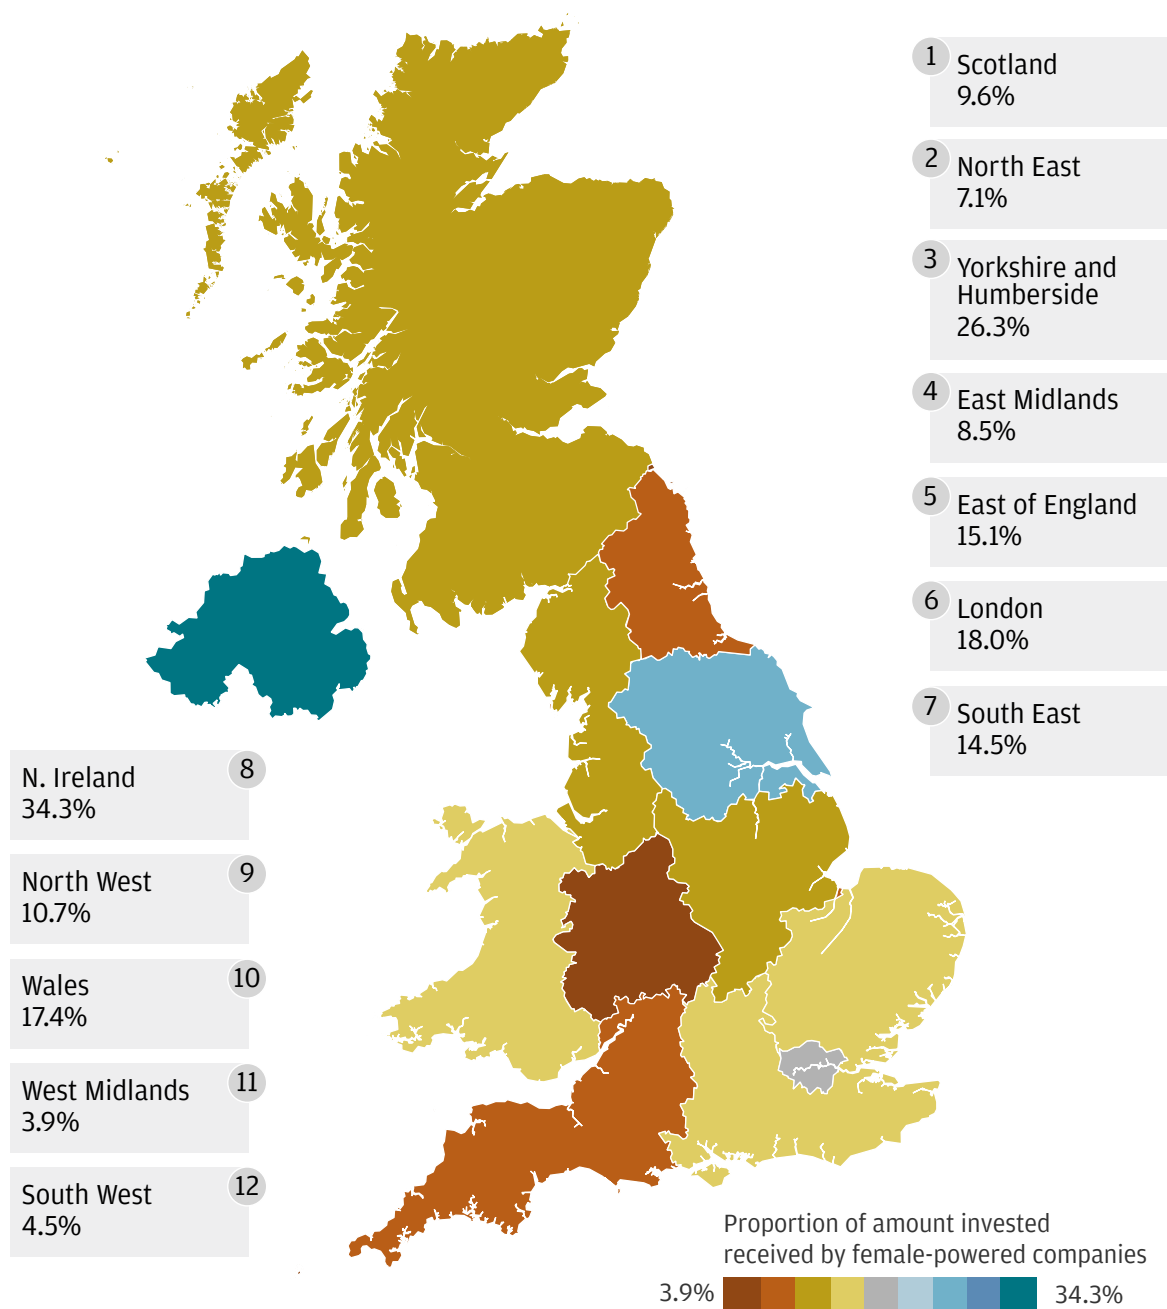 1
Scotland
9.6%
2
North East
7.1%
3
Yorkshire and
Humberside
26.3%
4
East Midlands
8.5%
5
East of England
15.1%
6
London
18.0%
7
South East
14.5%
8
N. Ireland
34.3%
9
North West
10.7%
10
Wales
17.4%
11
West Midlands
3.9%
12
South West
4.5%
Proportion of amount invested
received by female-powered companies
3.9% 34.3%